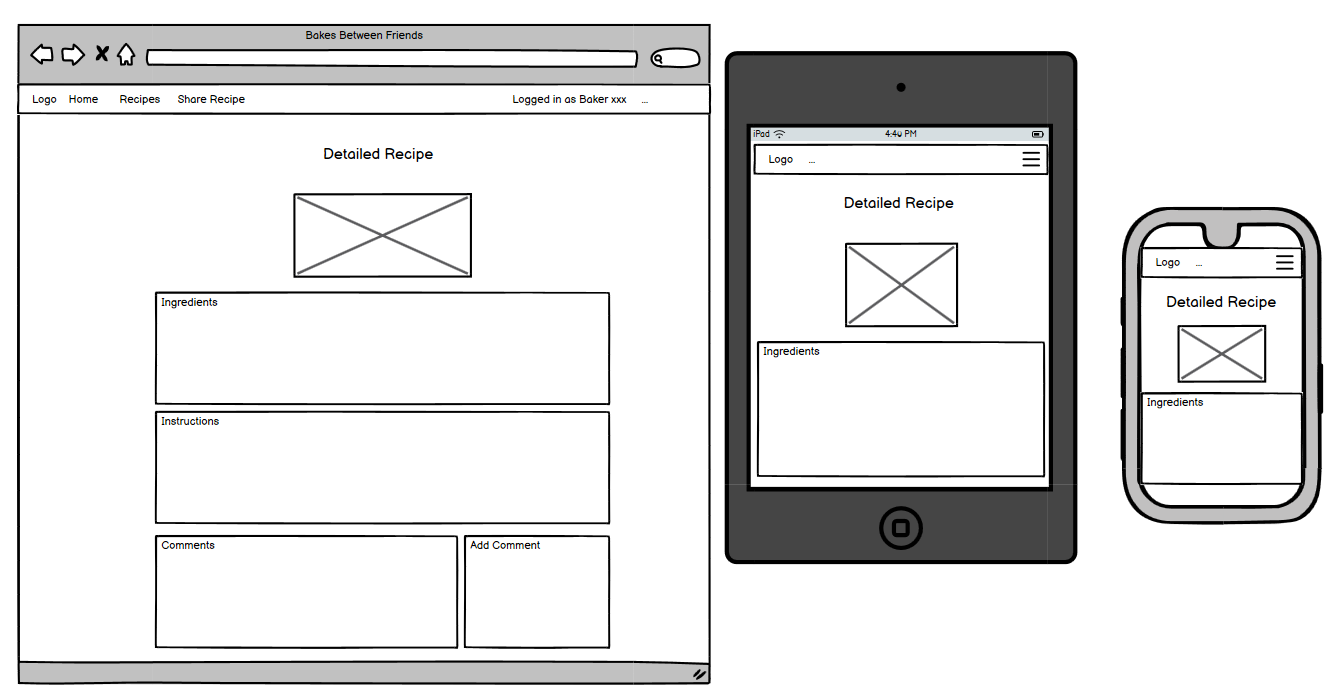 Bakes Between Friends
Logo Home Recipes Share Recipe Logged in as Baker xxx ...
Detailed Recipe
Ingredients
Instructions
Comments Add Comment
iPad 4:40 PM
Logo ...
Detailed Recipe
Ingredients
Logo ...
Detailed Recipe
Ingredients